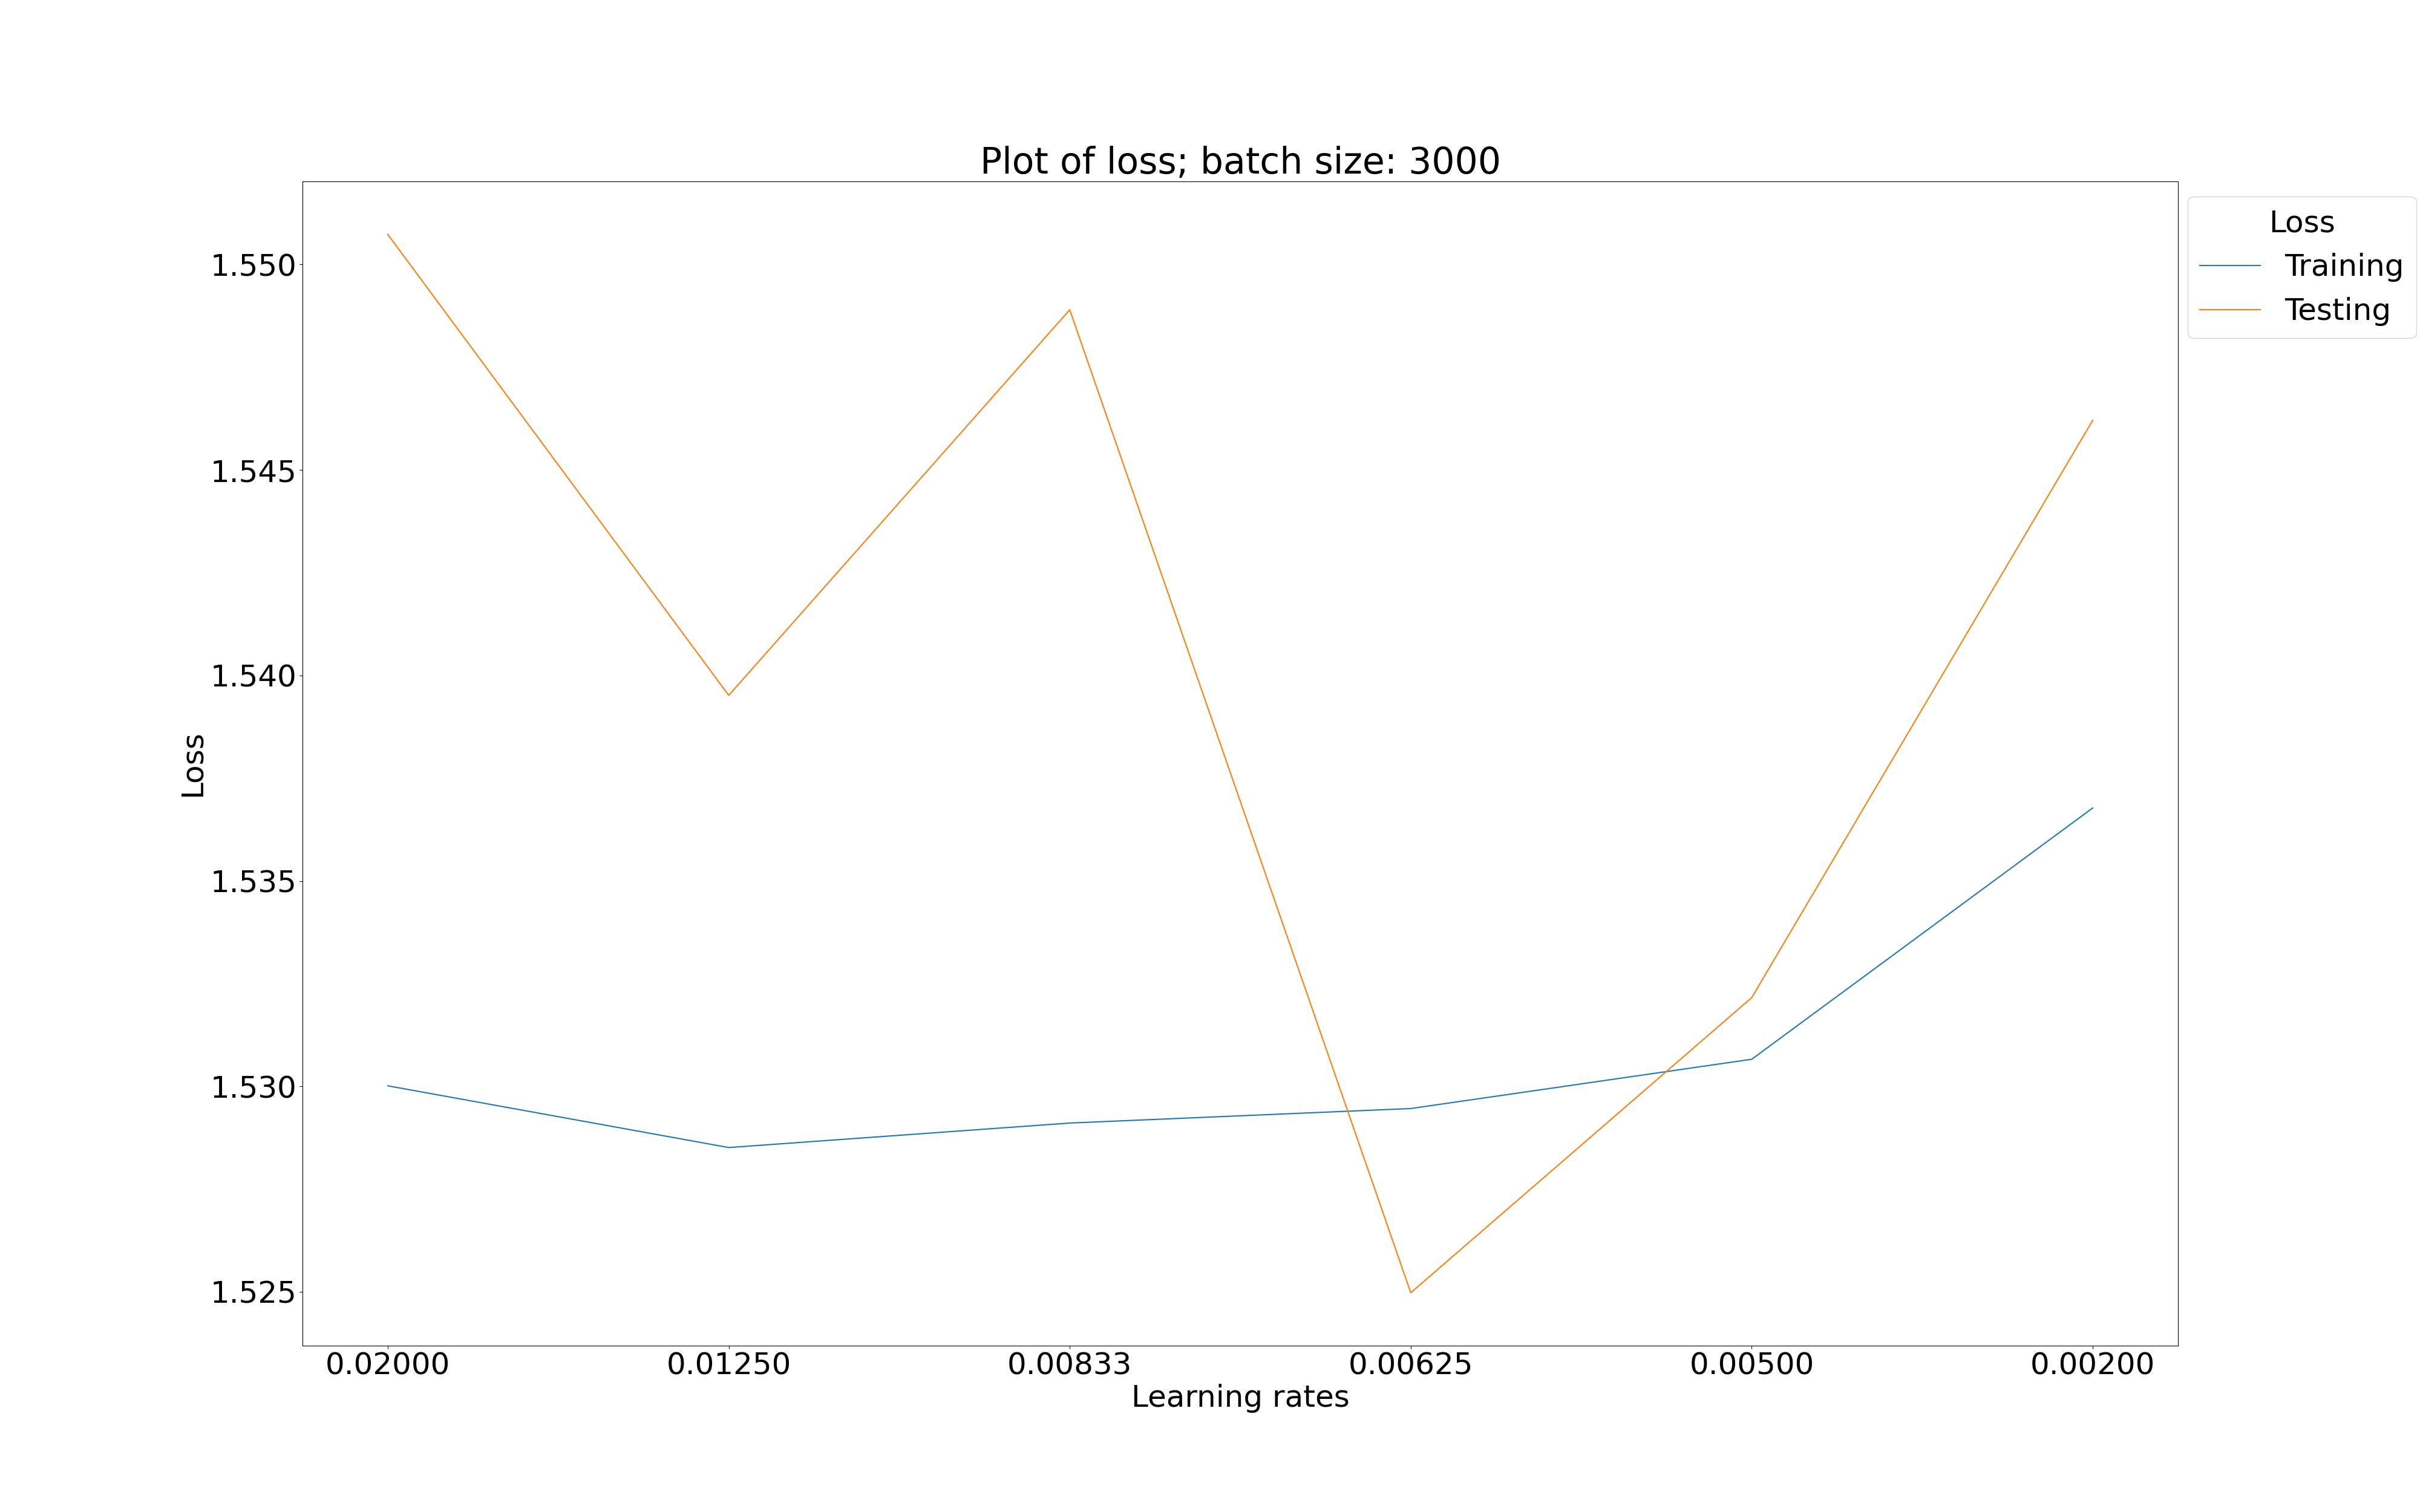 Plot of loss; batch size: 3000
Loss
Training
Testing
1.550
1.545
1.540
1.535
1.530
1.525
Loss
0.02000 0.01250 0.00833 0.00625 0.00500 0.00200
Learning rates